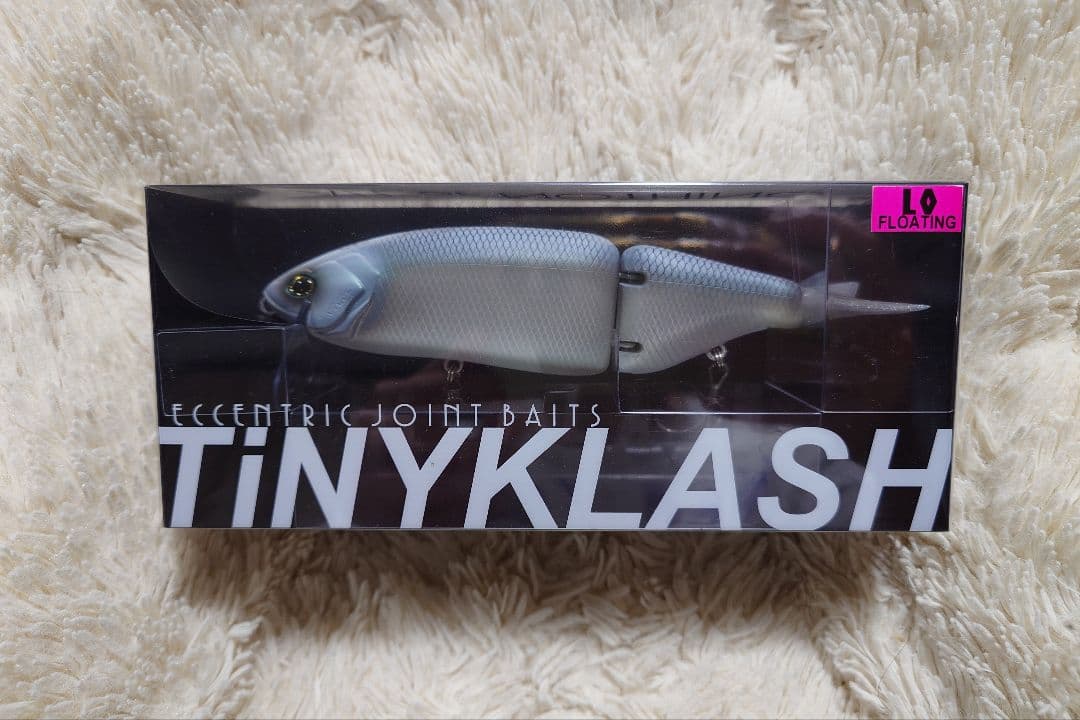 LO
FLOATING
ECCENTRIC JOINT BAITS
TiNYKLASH